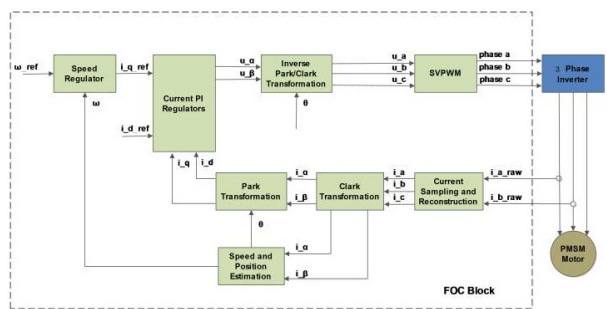 ω_ref
Speed
Regulator
i_q_ref
ω
i_d_ref
Current PI
Regulators
u_α
u_β
Inverse
Park/Clark
Transformation
θ
u_a
u_b
u_c
SVPWM
phase a
phase b
phase c
3 Phase
Inverter
i_q
i_d
Park
Transformation
i_α
i_β
Clark
Transformation
i_a
i_b
i_c
Current
Sampling and
Reconstruction
i_a_raw
i_b_raw
θ
Speed and
Position
Estimation
i_α
i_β
PMSM
Motor
FOC Block